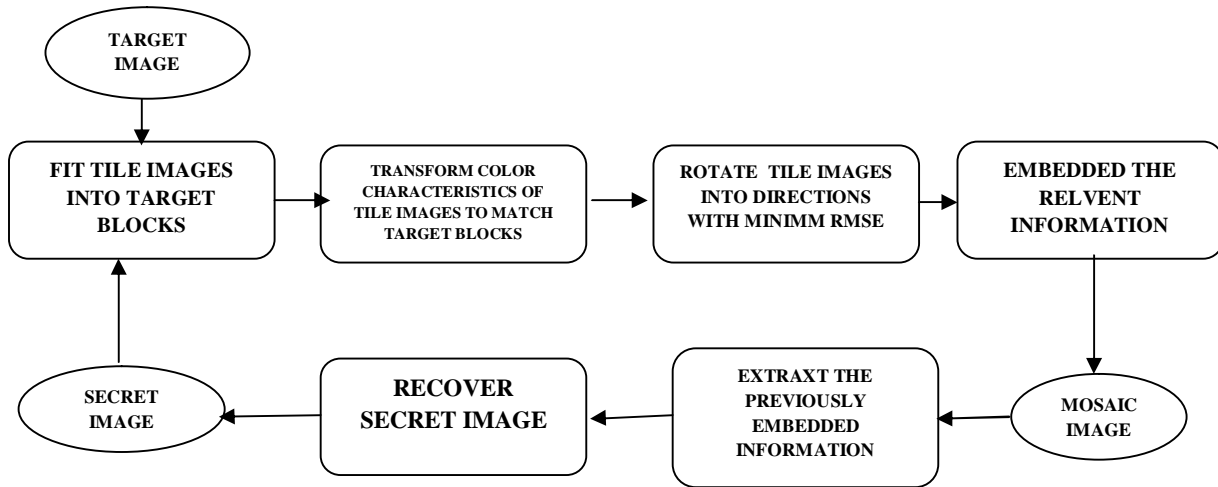 TARGET
IMAGE
FIT TILE IMAGES
INTO TARGET
BLOCKS
TRANSFORM COLOR
CHARACTERISTICS OF
TILE IMAGES TO MATCH
TARGET BLOCKS
ROTATE TILE IMAGES
INTO DIRECTIONS
WITH MINIMM RMSE
EMBEDDED THE
RELVENT
INFORMATION
SECRET
IMAGE
RECOVER
SECRET IMAGE
EXTRAXT THE
PREVIOUSLY
EMBEDDED
INFORMATION
MOSAIC
IMAGE